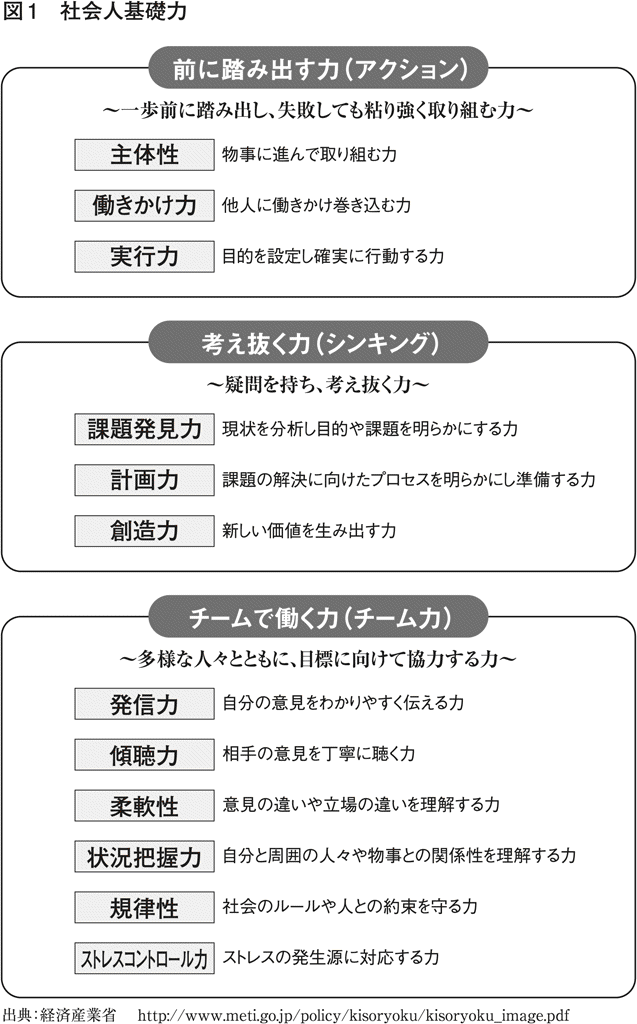 図1　社会人基礎力
前に踏み出す力(アクション)
～一歩前に踏み出し、失敗しても粘り強く取り組む力～
主体性　物事に進んで取り組む力
働きかけ力　他人に働きかけ巻き込む力
実行力　目的を設定し確実に行動する力
考え抜く力(シンキング)
～疑問を持ち、考え抜く力～
課題発見力　現状を分析し目的や課題を明らかにする力
計画力　課題の解決に向けたプロセスを明らかにし準備する力
創造力　新しい価値を生み出す力
チームで働く力(チーム力)
～多様な人々とともに、目標に向けて協力する力～
発信力　自分の意見をわかりやすく伝える力
傾聴力　相手の意見を丁寧に聴く力
柔軟性　意見の違いや立場の違いを理解する力
状況把握力　自分と周囲の人々や物事との関係性を理解する力
規律性　社会のルールや人との約束を守る力
ストレスコントロール力　ストレスの発生源に対応する力
出典：経済産業省　http://www.meti.go.jp/policy/kisoryoku/kisoryoku_image.pdf